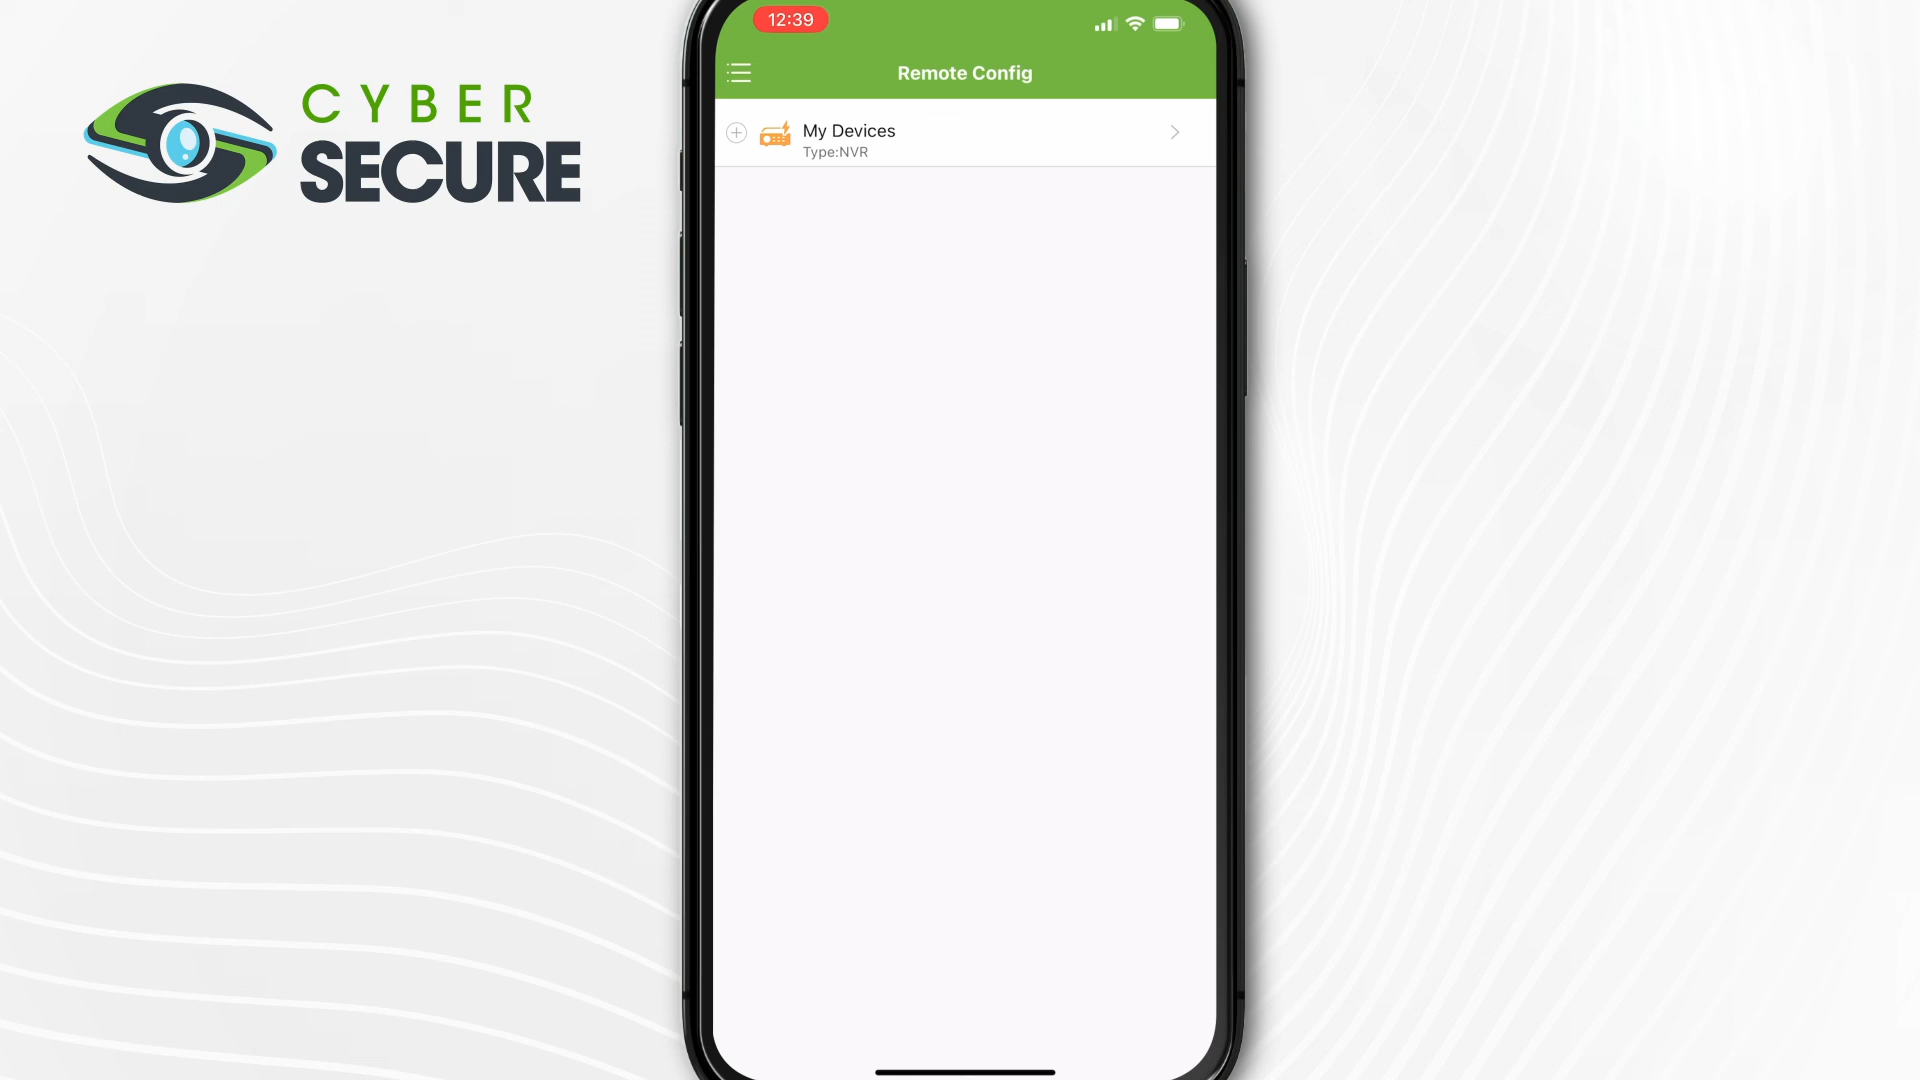 CYBER
SECURE
12:39
Remote Config
My Devices
Type:NVR